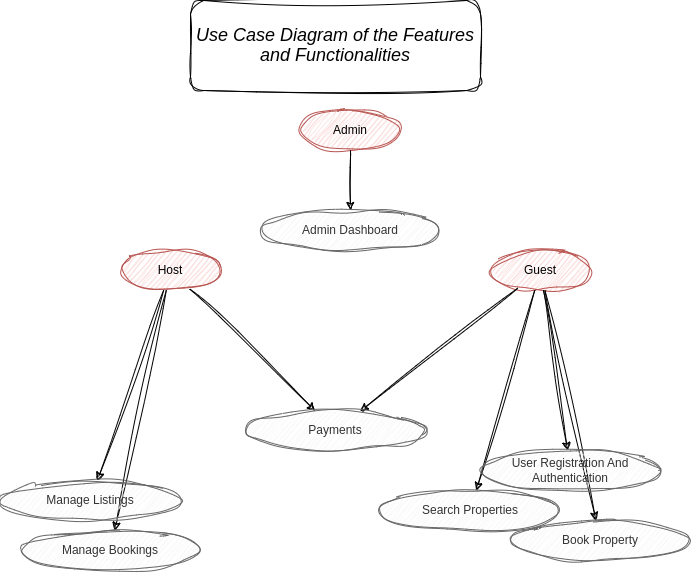 Use Case Diagram of the Features
and Functionalities
Admin
Admin Dashboard
Host
Guest
Payments
User Registration And
Authentication
Manage Listings
Search Properties
Manage Bookings
Book Property